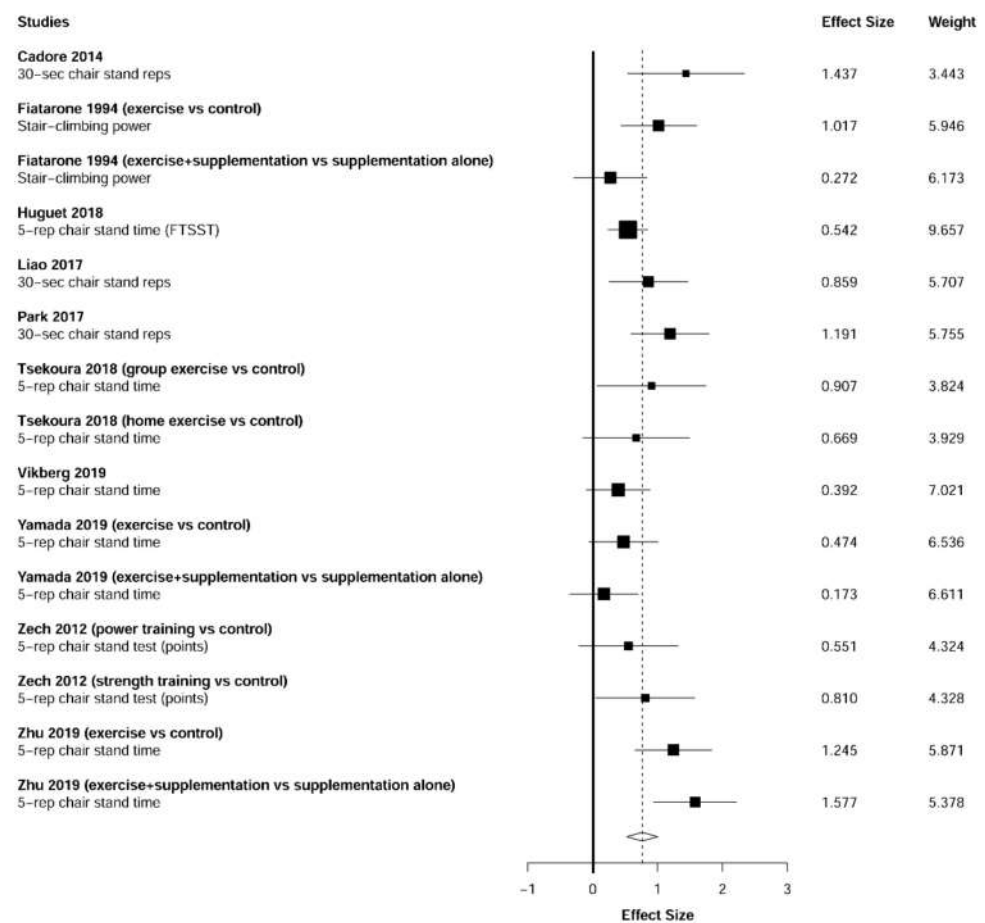 Studies Effect Size Weight
Cadore 2014
30-sec chair stand reps 1.437 3.443
Fiatarone 1994 (exercise vs control)
Stair-climbing power 1.017 5.946
Fiatarone 1994 (exercise+supplementation vs supplementation alone)
Stair-climbing power 0.272 6.173
Huguet 2018
5-rep chair stand time (FTSST) 0.542 9.657
Liao 2017
30-sec chair stand reps 0.859 5.707
Park 2017
30-sec chair stand reps 1.191 5.755
Tsekoura 2018 (group exercise vs control)
5-rep chair stand time 0.907 3.824
Tsekoura 2018 (home exercise vs control)
5-rep chair stand time 0.669 3.929
Vikberg 2019
5-rep chair stand time 0.392 7.021
Yamada 2019 (exercise vs control)
5-rep chair stand time 0.474 6.536
Yamada 2019 (exercise+supplementation vs supplementation alone)
5-rep chair stand time 0.173 6.611
Zech 2012 (power training vs control)
5-rep chair stand test (points) 0.551 4.324
Zech 2012 (strength training vs control)
5-rep chair stand test (points) 0.810 4.328
Zhu 2019 (exercise vs control)
5-rep chair stand time 1.245 5.871
Zhu 2019 (exercise+supplementation vs supplementation alone)
5-rep chair stand time 1.577 5.378
-1 0 1 2 3
Effect Size